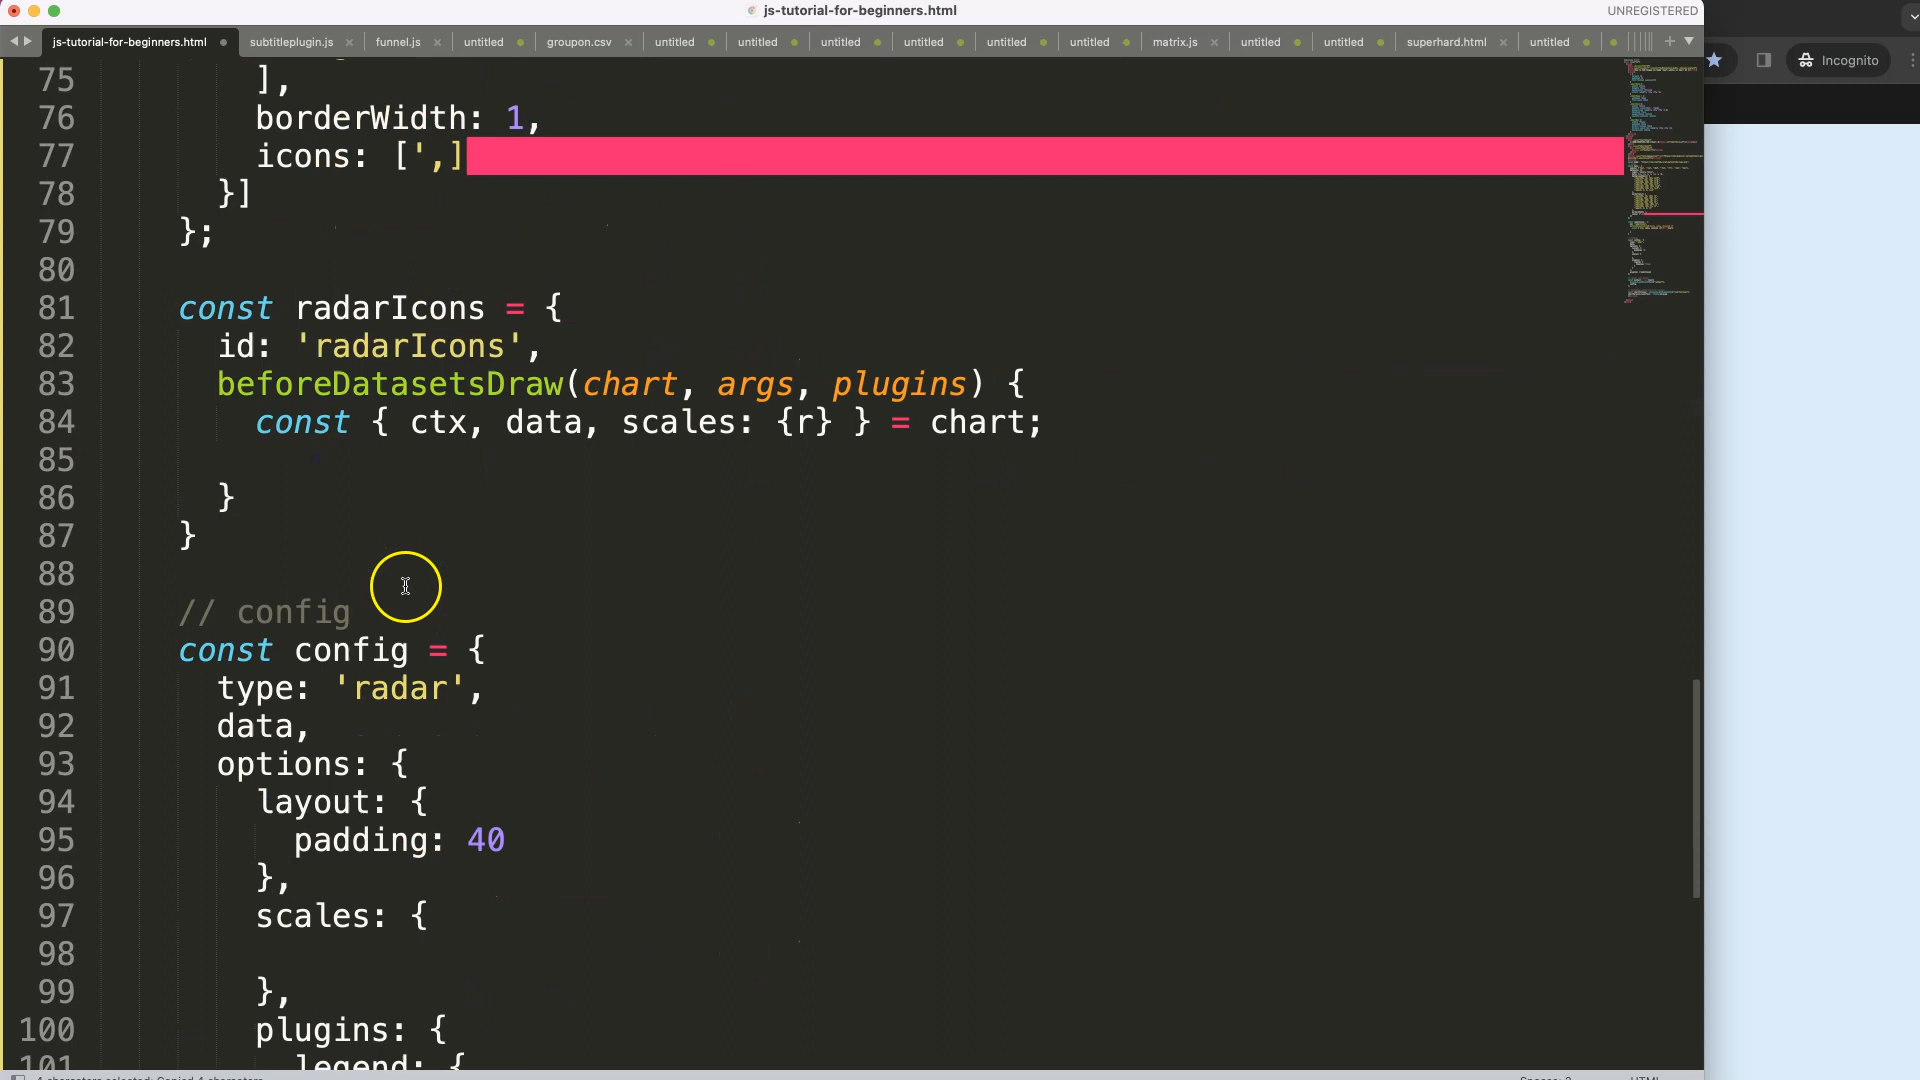 js-tutorial-for-beginners.html
UNREGISTERED
js-tutorial-for-beginners.html subtitleplugin.js funnel.js untitled groupon.csv untitled untitled untitled untitled untitled untitled matrix.js untitled untitled superhard.html untitled
Incognito
75 ],
76 borderWidth: 1,
77 icons: [',]
78 }]
79 };
80
81 const radarIcons = {
82 id: 'radarIcons',
83 beforeDatasetsDraw(chart, args, plugins) {
84 const { ctx, data, scales: {r} } = chart;
85
86 }
87 }
88
89 // config
90 const config = {
91 type: 'radar',
92 data,
93 options: {
94 layout: {
95 padding: 40
96 },
97 scales: {
98
99 },
100 plugins: {
101 legend: {